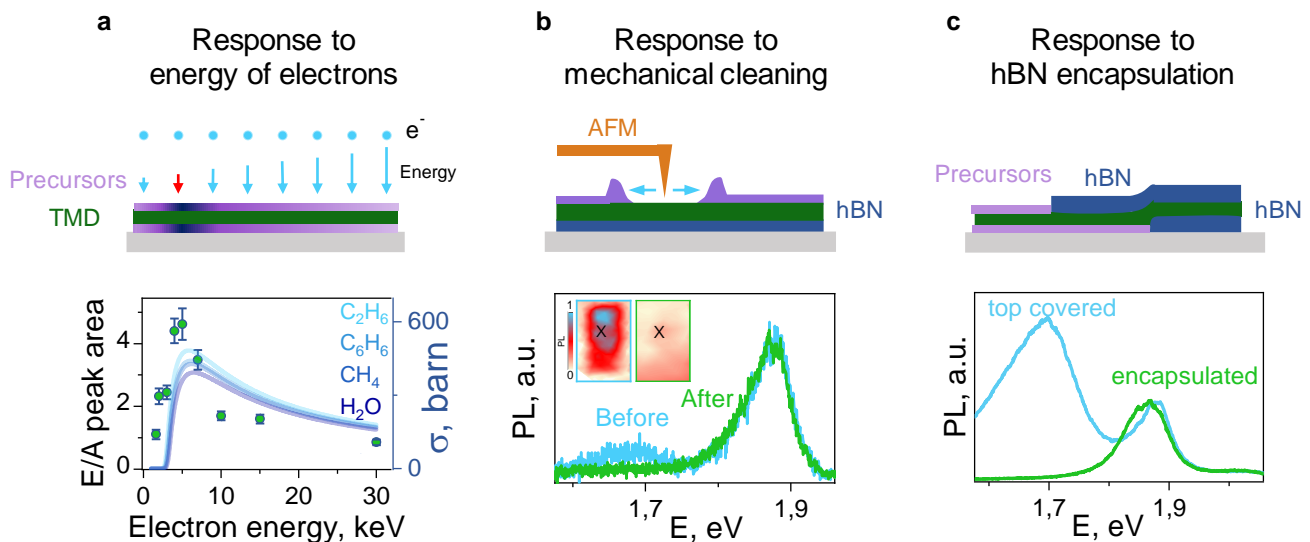 a
Response to
energy of electrons
e-
Energy
Precursors
TMD
E/A peak area
4
2
0
C2H6
C6H6
CH4
H2O
600
0
σ, barn
0
10
20
30
Electron energy, keV
b
Response to
mechanical cleaning
AFM
hBN
PL, a.u.
1
PL
0
X
X
Before
After
1,7
1,9
E, eV
c
Response to
hBN encapsulation
Precursors
hBN
hBN
PL, a.u.
top covered
encapsulated
1,7
1,9
E, eV